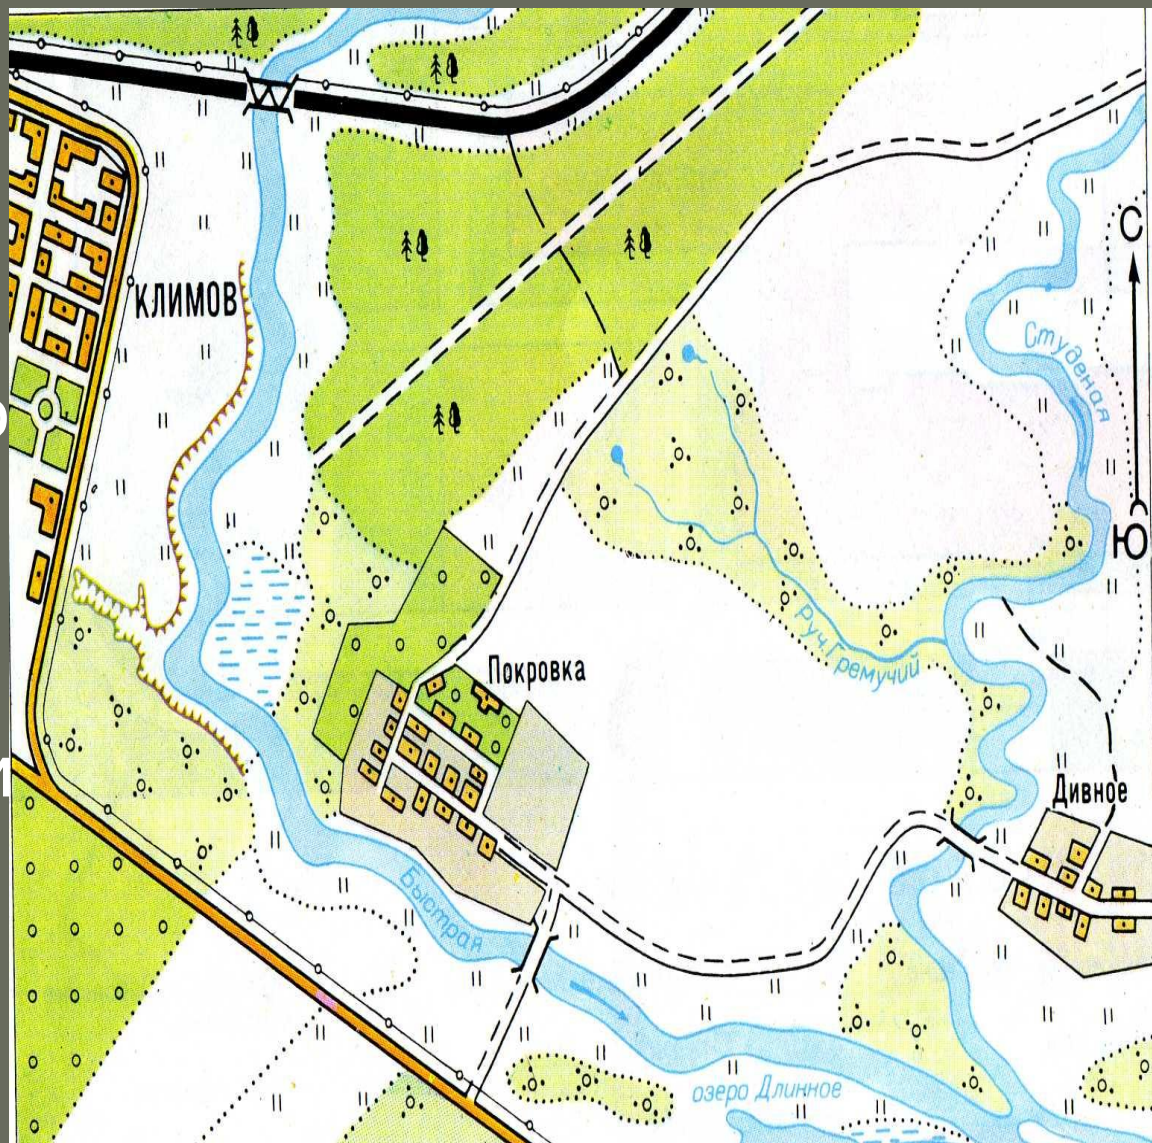 С
КЛИМОВ
Студеная
Ю
Руч. Гремучий
Покровка
Дивное
Быстрая
озеро Длинное